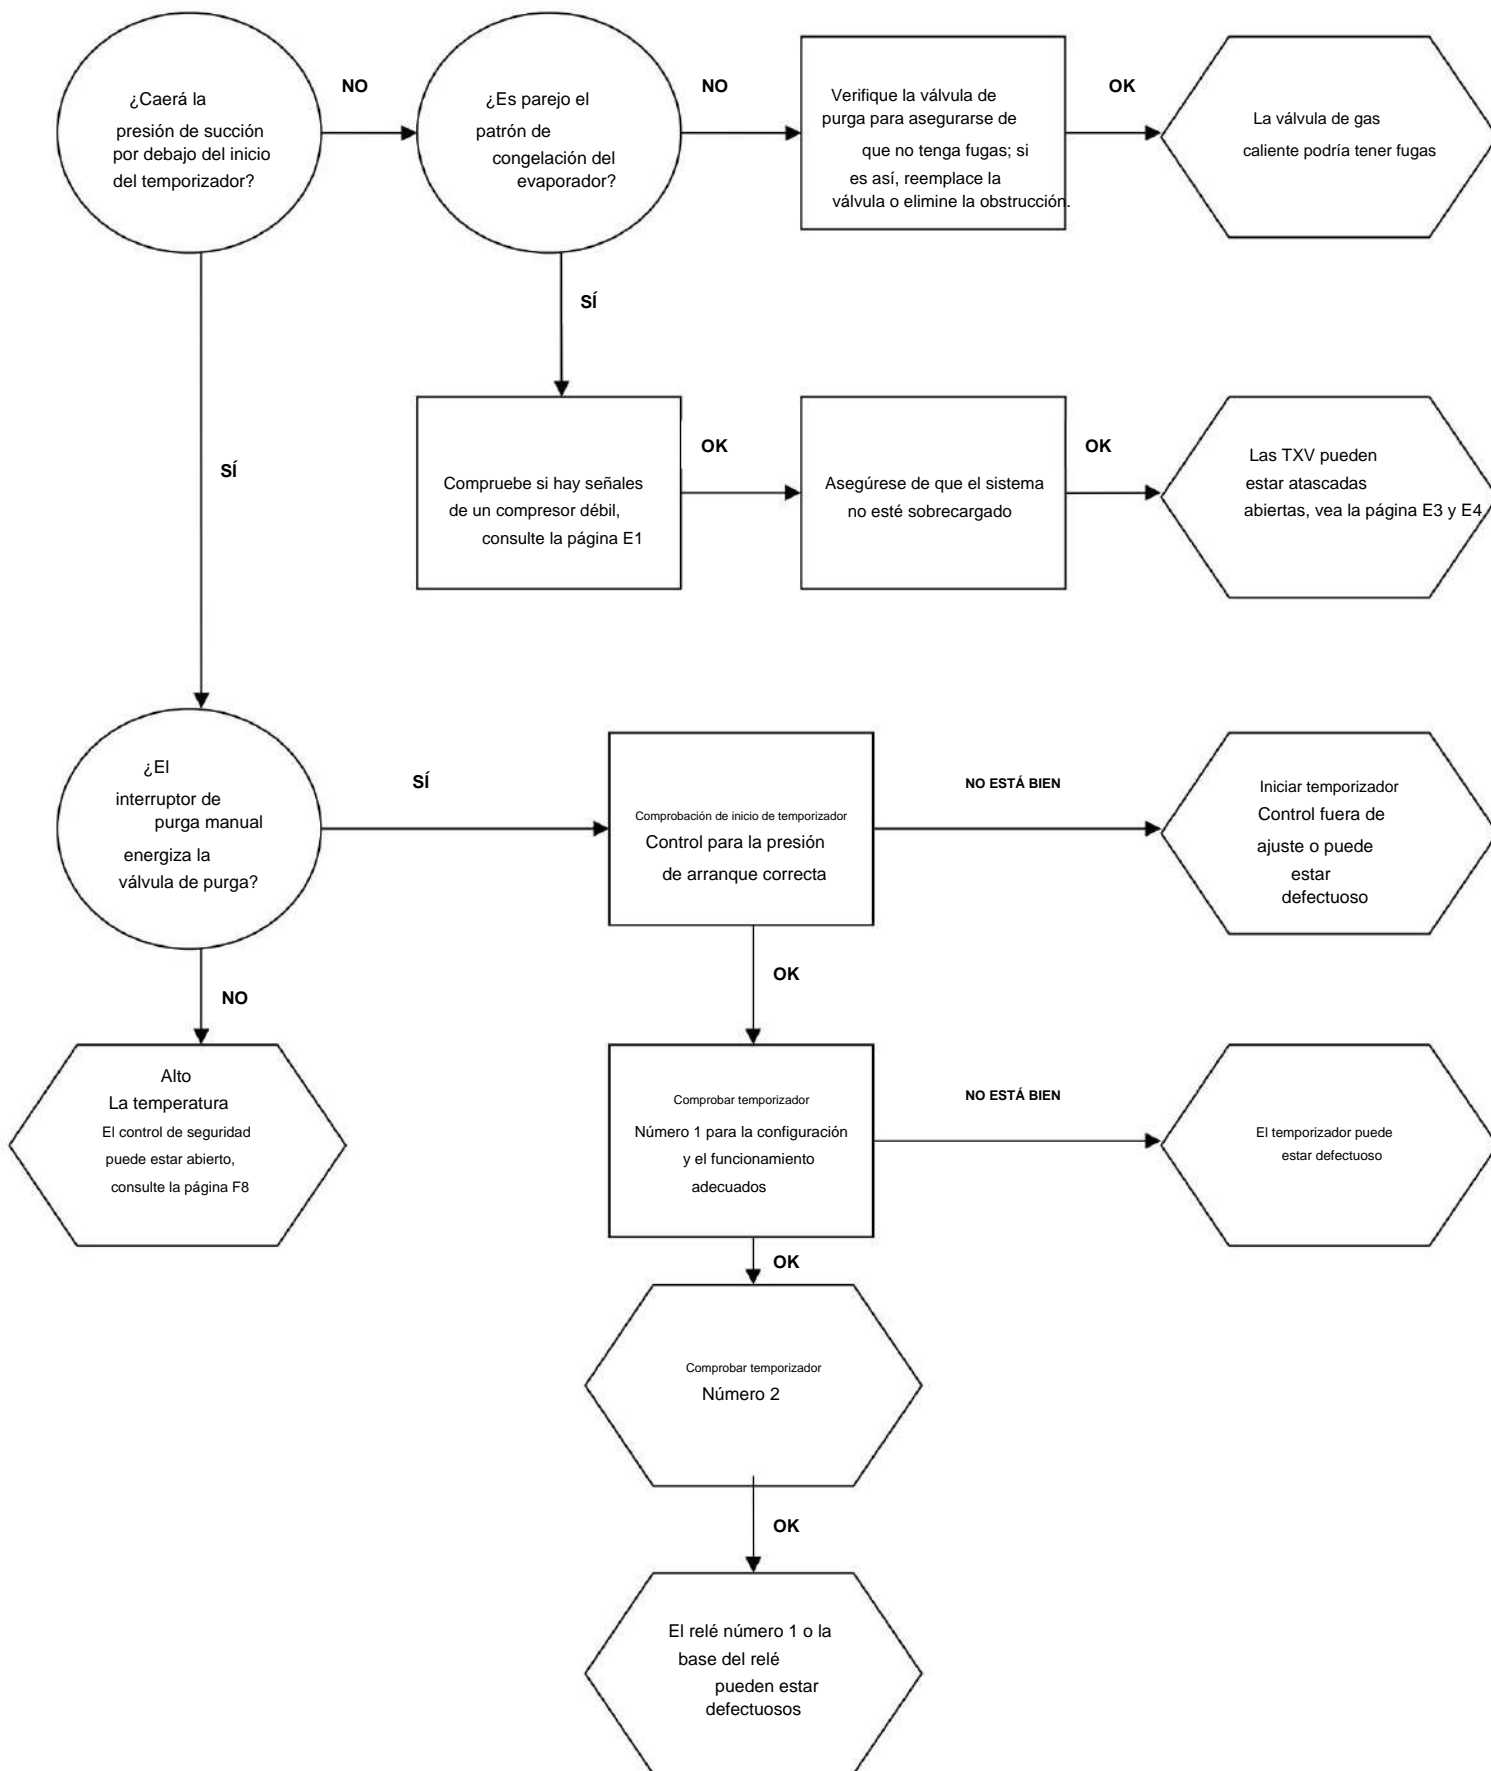 ¿Caerá la
presión de succión
por debajo del inicio
del temporizador?
NO
¿Es parejo el
patrón de
congelación del
evaporador?
NO
Verifique la válvula de
purga para asegurarse de
que no tenga fugas; si
es así, reemplace la
válvula o elimine la obstrucción.
OK
La válvula de gas
caliente podría tener fugas
SÍ
SÍ
Compruebe si hay señales
de un compresor débil,
consulte la página E1
OK
Asegúrese de que el sistema
no esté sobrecargado
OK
Las TXV pueden
estar atascadas
abiertas, vea la página E3 y E4
¿El
interruptor de
purga manual
energiza la
válvula de purga?
SÍ
Comprobación de inicio de temporizador
Control para la presión
de arranque correcta
NO ESTÁ BIEN
Iniciar temporizador
Control fuera de
ajuste o puede
estar
defectuoso
NO
OK
Alto
La temperatura
El control de seguridad
puede estar abierto,
consulte la página F8
Comprobar temporizador
Número 1 para la configuración
y el funcionamiento
adecuados
NO ESTÁ BIEN
El temporizador puede
estar defectuoso
OK
Comprobar temporizador
Número 2
OK
El relé número 1 o la
base del relé
pueden estar
defectuosos